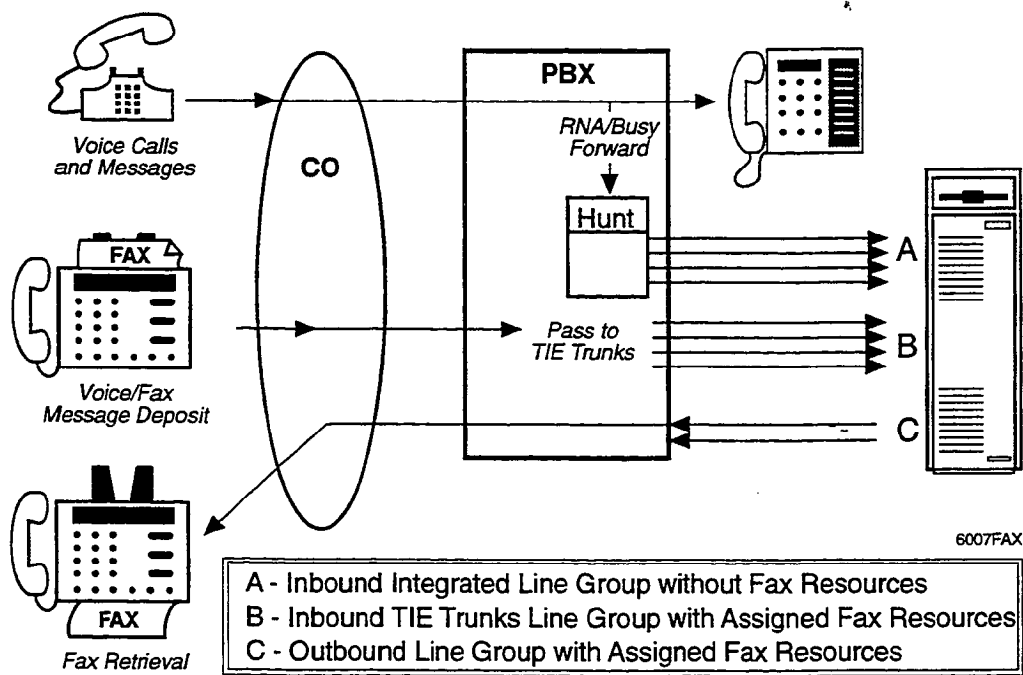 PBX
RNA/Busy
Forward
Voice Calls
and Messages
CO
Hunt
A
FAX
Pass to
TIE Trunks
B
Voice/Fax
Message Deposit
C
6007FAX
FAX
Fax Retrieval
A - Inbound Integrated Line Group without Fax Resources
B - Inbound TIE Trunks Line Group with Assigned Fax Resources
C - Outbound Line Group with Assigned Fax Resources